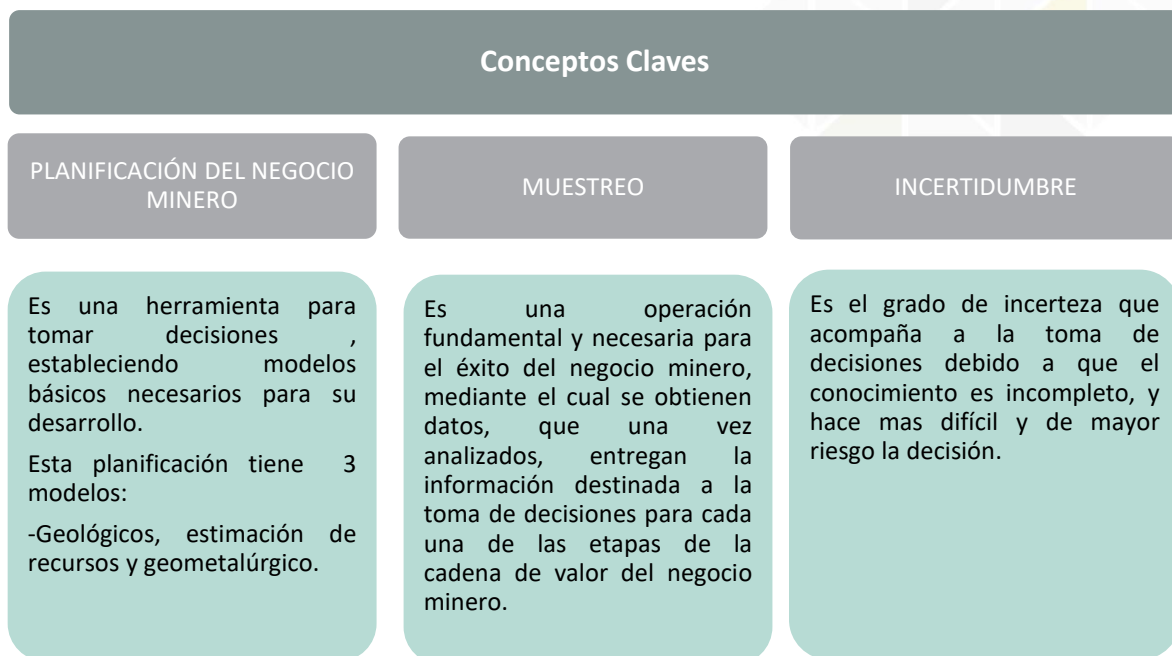 Conceptos Claves
PLANIFICACIÓN DEL NEGOCIO
MINERO
Es una herramienta para
tomar decisiones ,
estableciendo modelos
básicos necesarios para su
desarrollo.
Esta planificación tiene 3
modelos:
-Geológicos, estimación de
recursos y geometalúrgico.
MUESTREO
Es una operación
fundamental y necesaria para
el éxito del negocio minero,
mediante el cual se obtienen
datos, que una vez
analizados, entregan la
información destinada a la
toma de decisiones para cada
una de las etapas de la
cadena de valor del negocio
minero.
INCERTIDUMBRE
Es el grado de incerteza que
acompaña a la toma de
decisiones debido a que el
conocimiento es incompleto, y
hace mas difícil y de mayor
riesgo la decisión.